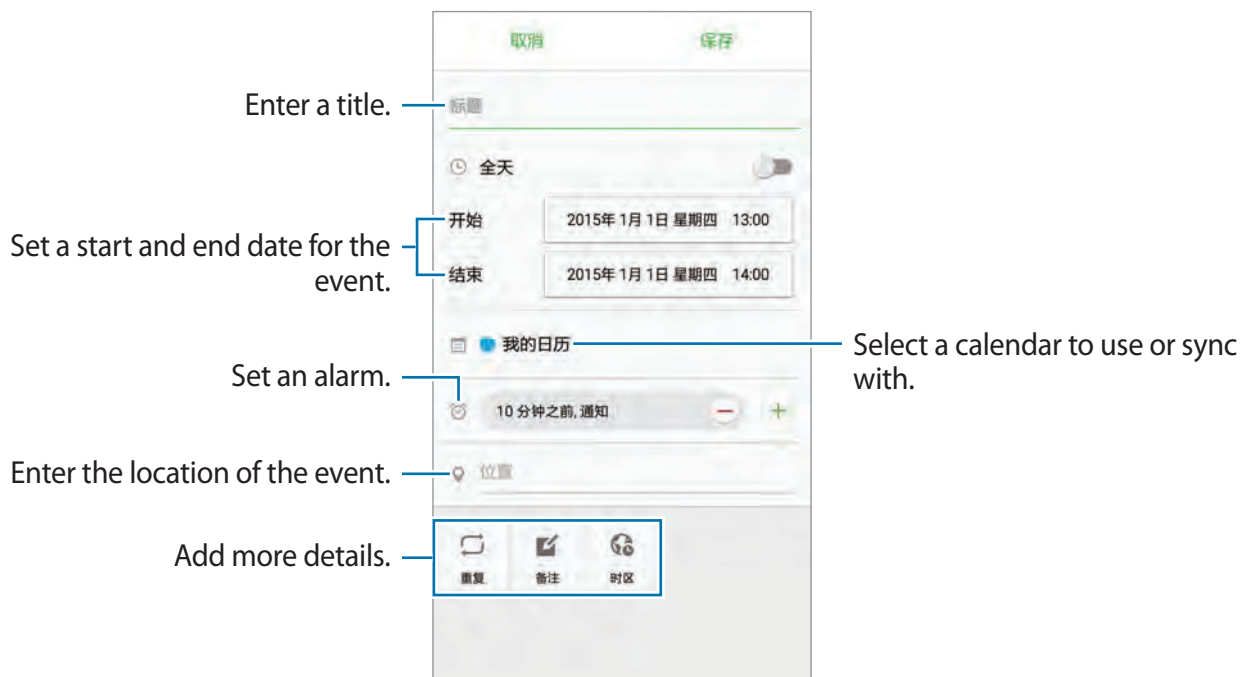 取消 保存
Enter a title.
标题
全天
开始 2015年 1月 1日 星期四 13:00
Set a start and end date for the
event.
结束 2015年 1月 1日 星期四 14:00
我的日历
Select a calendar to use or sync
with.
Set an alarm.
10 分钟之前, 通知
Enter the location of the event.
位置
Add more details.
重复 备注 时区